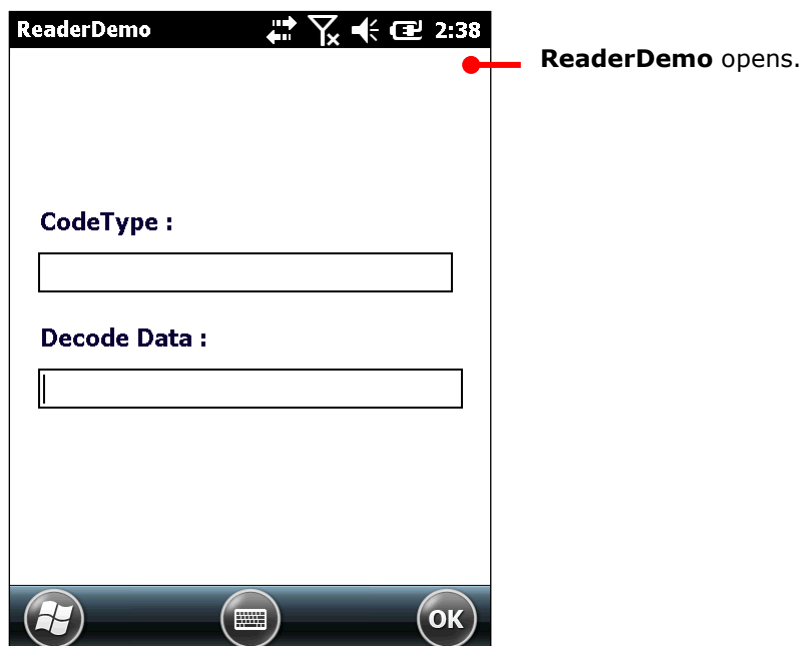 ReaderDemo 2:38
ReaderDemo opens.
CodeType :
Decode Data :
OK